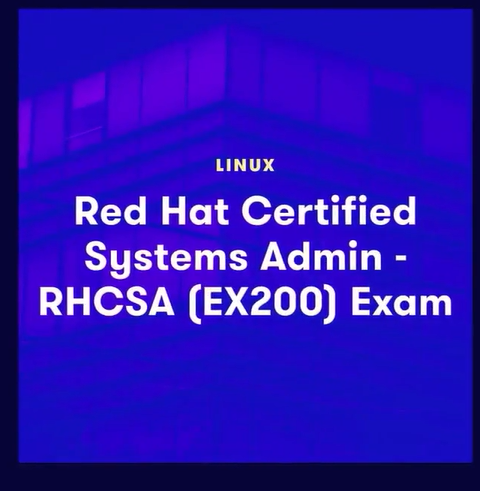 LINUX
Red Hat Certified
Systems Admin -
RHCSA (EX200) Exam